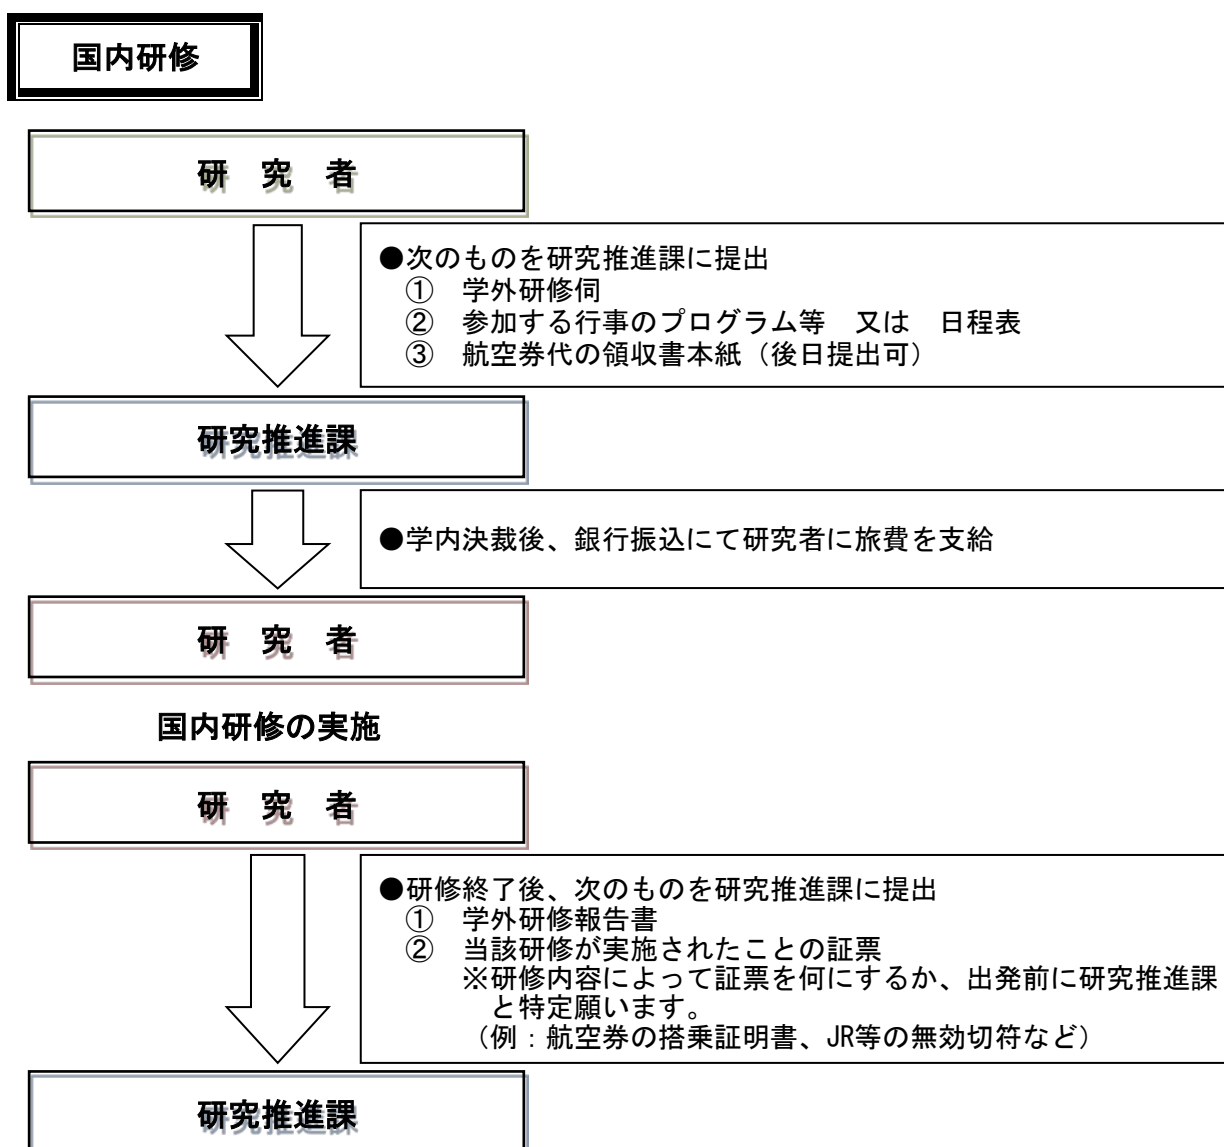 国内研修
研　究　者
●次のものを研究推進課に提出
①　学外研修伺
②　参加する行事のプログラム等　又は　日程表
③　航空券代の領収書本紙（後日提出可）
研究推進課
●学内決裁後、銀行振込にて研究者に旅費を支給
研　究　者
国内研修の実施
研　究　者
●研修終了後、次のものを研究推進課に提出
①　学外研修報告書
②　当該研修が実施されたことの証票
※研修内容によって証票を何にするか、出発前に研究推進課
と特定願います。
（例：航空券の搭乗証明書、JR等の無効切符など）
研究推進課